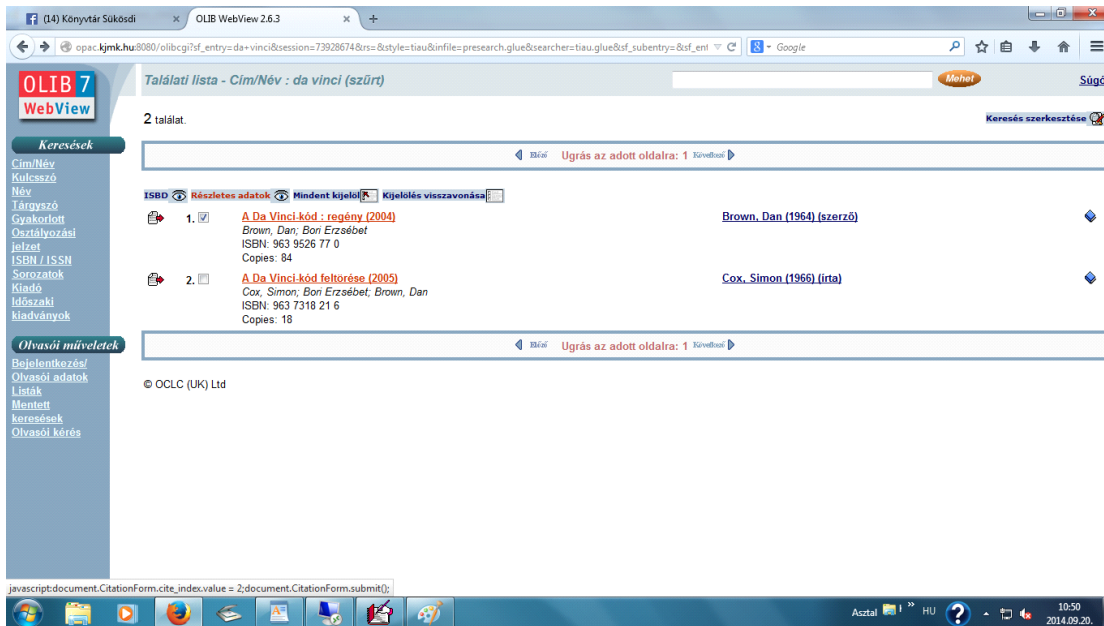 (14) Könyvtár Sükösdi
OLIB WebView 2.6.3
opac.kjmk.hu:8080/olibcgi?sf_entry=da+vinci&session=73928674&rs=&style=tiau&infile=presearch.glue&searcher=tiau.glue&sf_subentry=&sf_ent
Google
OLIB 7
WebView
Találati lista - Cím/Név : da vinci (szűrt)
Mehet
Súgó
2 találat.
Keresés szerkesztése
Keresések
Cím/Név
Kulcsszó
Név
Tárgyszó
Gyakorlott
Osztályozási
jelzet
ISBN / ISSN
Sorozatok
Kiadó
Időszaki
kiadványok
Olvasói műveletek
Bejelentkezés/
Olvasói adatok
Listák
Mentett
keresések
Olvasói kérés
Előző Ugrás az adott oldalra: 1 Következő
ISBD Részletes adatok Mindent kijelöl Kijelölés visszavonása
1. A Da Vinci-kód : regény (2004) Brown, Dan (1964) (szerző)
Brown, Dan; Bori Erzsébet
ISBN: 963 9526 77 0
Copies: 84
2. A Da Vinci-kód feltörése (2005) Cox, Simon (1966) (írta)
Cox, Simon; Bori Erzsébet; Brown, Dan
ISBN: 963 7318 21 6
Copies: 18
Előző Ugrás az adott oldalra: 1 Következő
© OCLC (UK) Ltd
javascript:document.CitationForm.cite_index.value = 2;document.CitationForm.submit();
Asztal HU 10:50
2014.09.20.